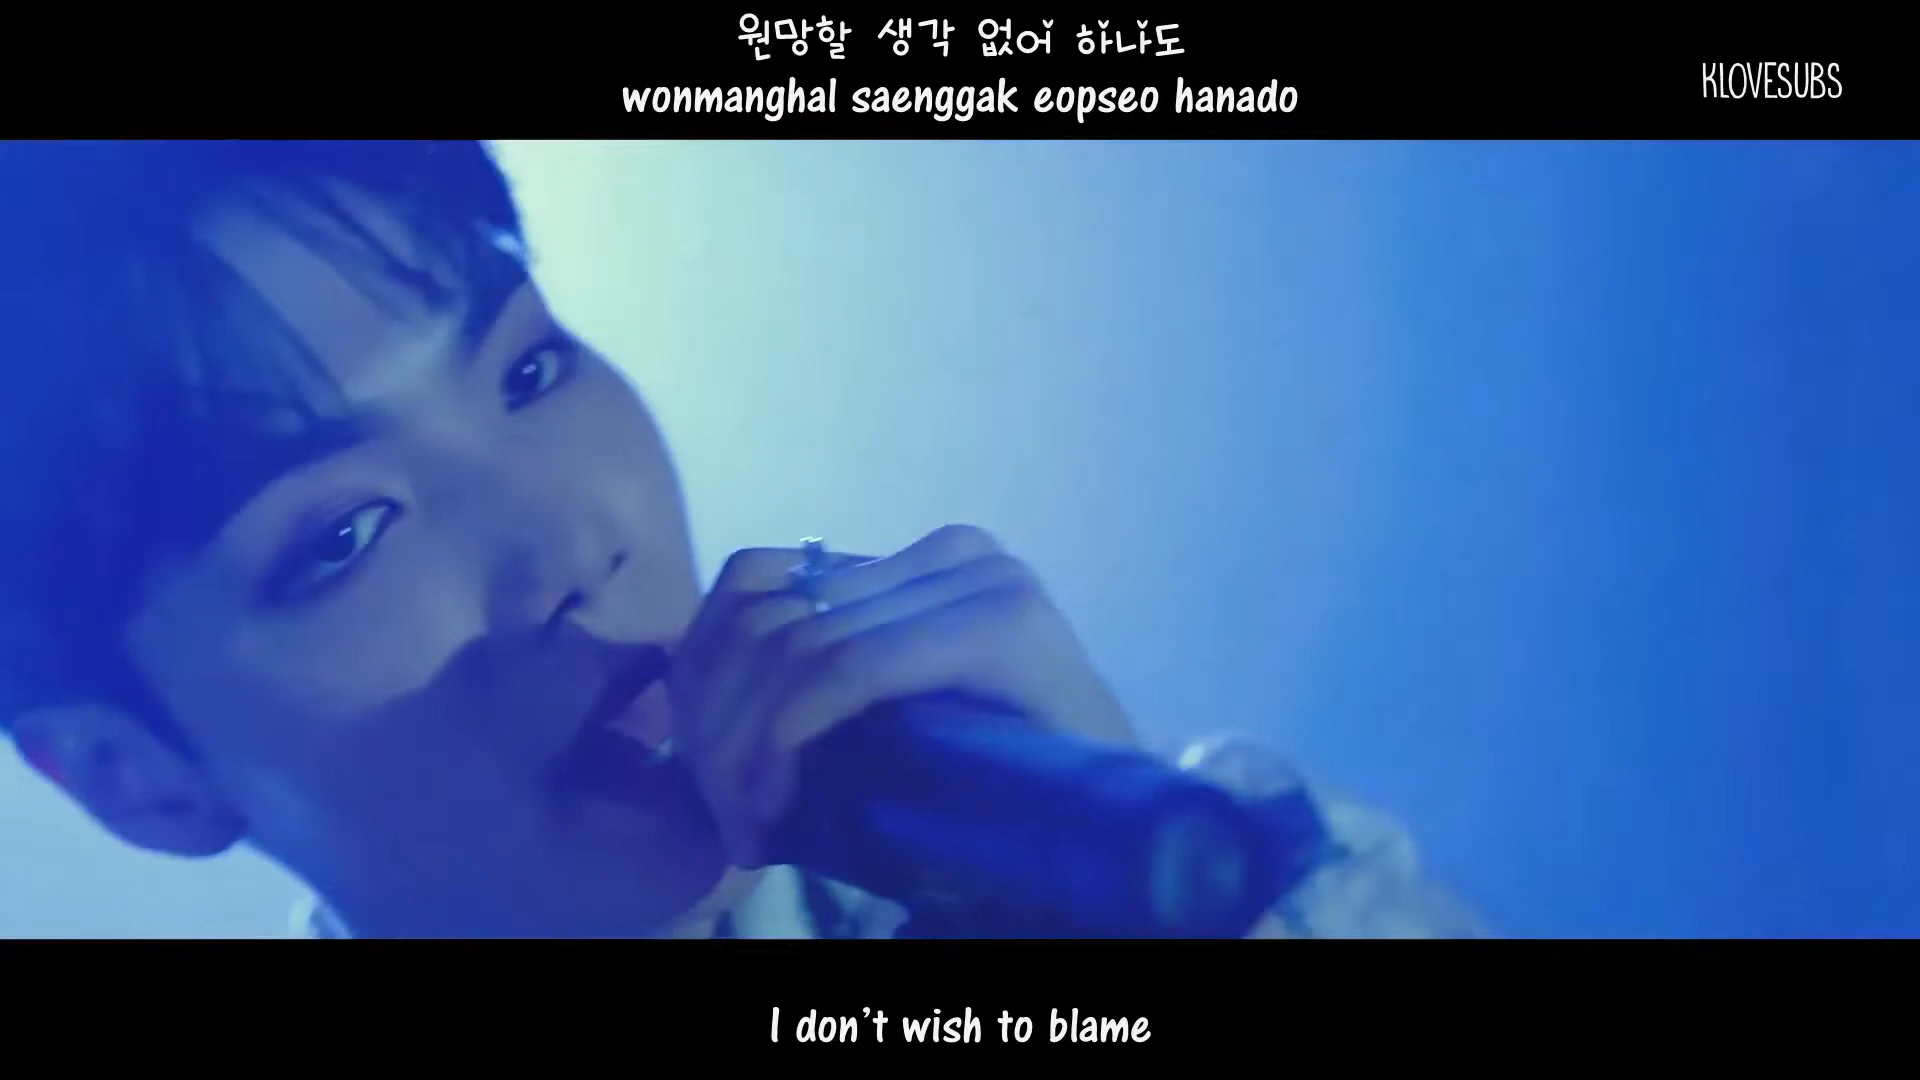 원망할 생각 없어 하나도
wonmanghal saenggak eopseo hanado
KLOVESUBS
I don't wish to blame